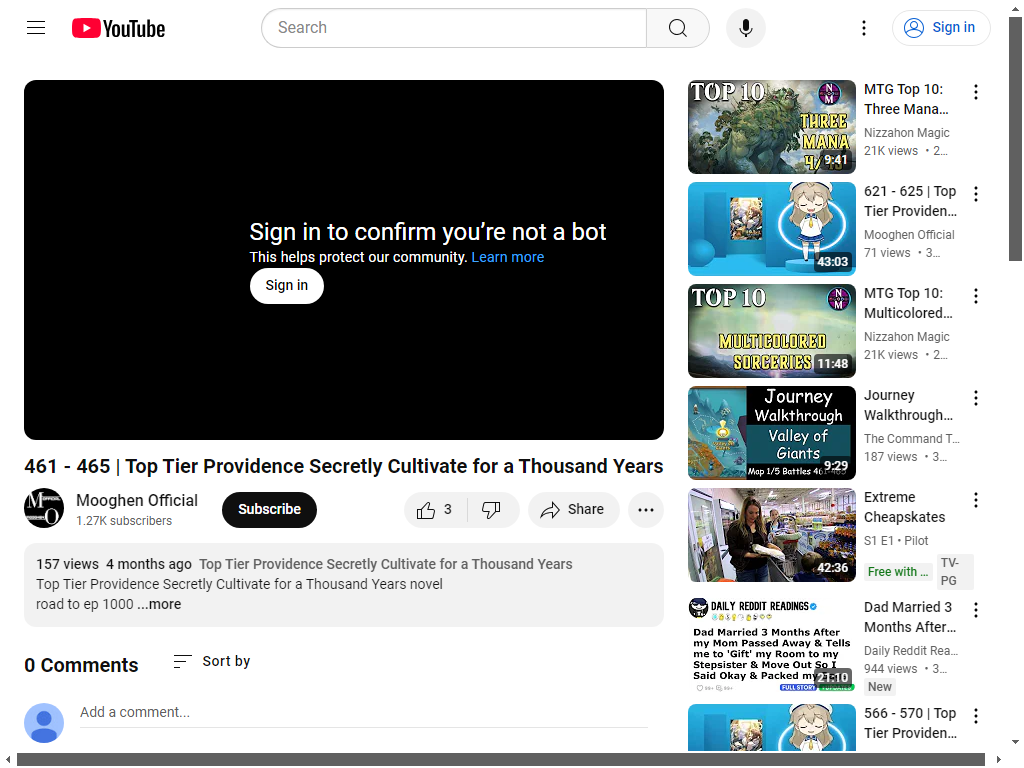 YouTube
Search
Sign in
Sign in to confirm you're not a bot
This helps protect our community. Learn more
Sign in
461 - 465 | Top Tier Providence Secretly Cultivate for a Thousand Years
Mooghen Official
1.27K subscribers
Subscribe
3
Share
157 views 4 months ago Top Tier Providence Secretly Cultivate for a Thousand Years
Top Tier Providence Secretly Cultivate for a Thousand Years novel
road to ep 1000 ...more
0 Comments
Sort by
Add a comment...
TOP 10
NM
THREE
MANA
9:41
MTG Top 10:
Three Mana...
Nizzahon Magic
21K views • 2...
43:03
621 - 625 | Top
Tier Providen...
Mooghen Official
71 views • 3...
TOP 10
NM
MULTICOLORED
SORCERIES
11:48
MTG Top 10:
Multicolored...
Nizzahon Magic
21K views • 2...
Journey
Walkthrough
Valley of
Giants
Map 1/5 Battles 461-465
9:29
Journey
Walkthrough...
The Command T...
187 views • 3...
42:36
Extreme
Cheapskates
S1 E1 • Pilot
Free with ...
TV-
PG
DAILY REDDIT READINGS
Dad Married 3 Months After
my Mom Passed Away & Tells
me to 'Gift' my Room to my
Stepsister & Move Out So I
Said Okay & Packed my
FULL STORY
21:10
Dad Married 3
Months After...
Daily Reddit Rea...
944 views • 3...
New
566 - 570 | Top
Tier Providen...